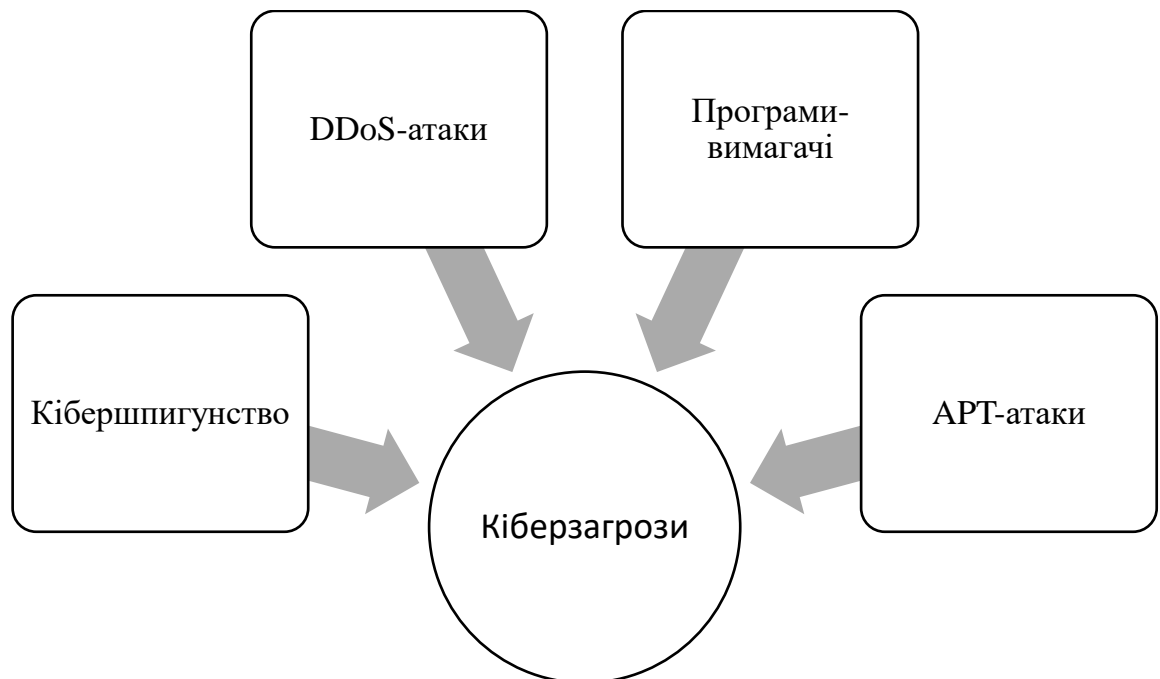 DDoS-атаки
Програми-
вимагачі
Кібершпигунство
APT-атаки
Кіберзагрози